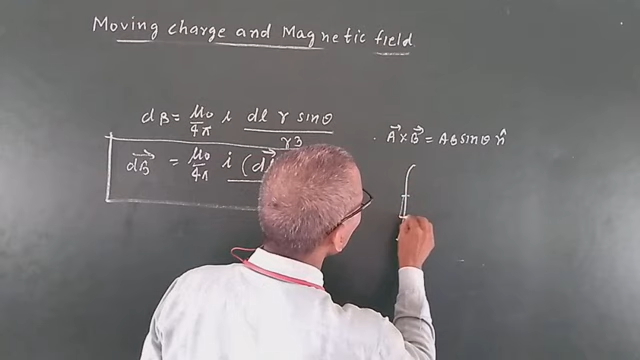 Moving charge and Magnetic field
dB = μ0/4π i dl r sinθ / r3
A⃗ × B⃗ = AB sinθ n̂
dB⃗ = μ0/4π i (dl⃗